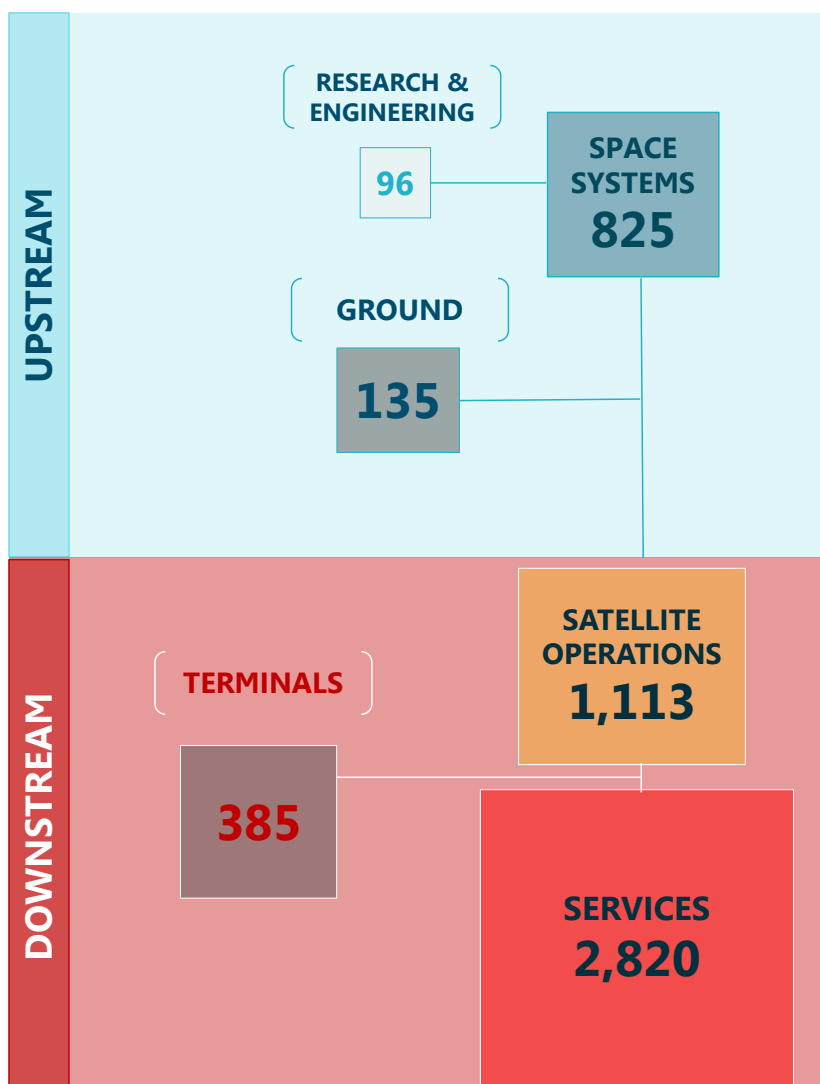 UPSTREAM
RESEARCH &
ENGINEERING
96
SPACE
SYSTEMS
825
GROUND
135
DOWNSTREAM
SATELLITE
OPERATIONS
1,113
TERMINALS
385
SERVICES
2,820